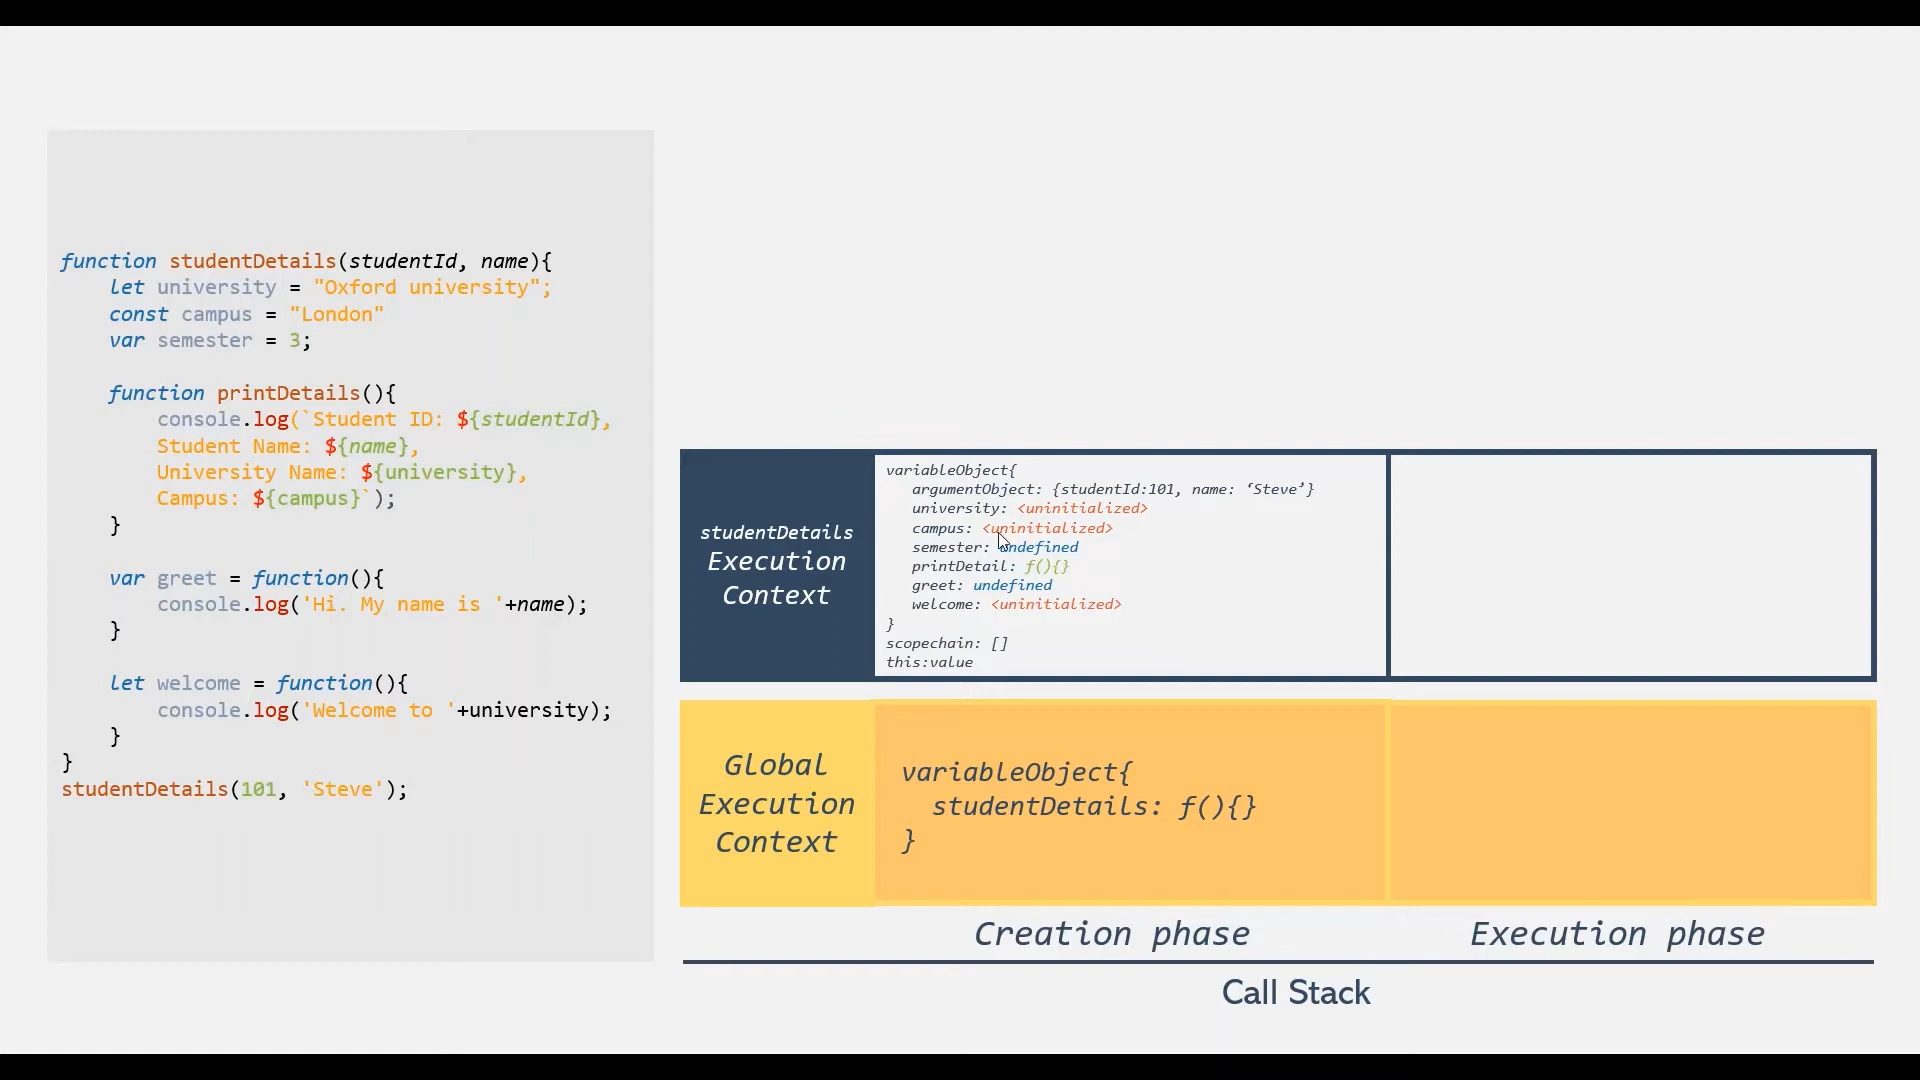 function studentDetails(studentId, name){
    let university = "Oxford university";
    const campus = "London"
    var semester = 3;
    function printDetails(){
        console.log(`Student ID: ${studentId},
        Student Name: ${name},
        University Name: ${university},
        Campus: ${campus}`);
    }
    var greet = function(){
        console.log('Hi. My name is '+name);
    }
    let welcome = function(){
        console.log('Welcome to '+university);
    }
}
studentDetails(101, 'Steve');
studentDetails
Execution
Context
variableObject{
   argumentObject: {studentId:101, name: ‘Steve’}
   university: <uninitialized>
   campus: <uninitialized>
   semester: undefined
   printDetail: f(){}
   greet: undefined
   welcome: <uninitialized>
}
scopechain: []
this:value
Global
Execution
Context
variableObject{
  studentDetails: f(){}
}
Creation phase
Execution phase
Call Stack